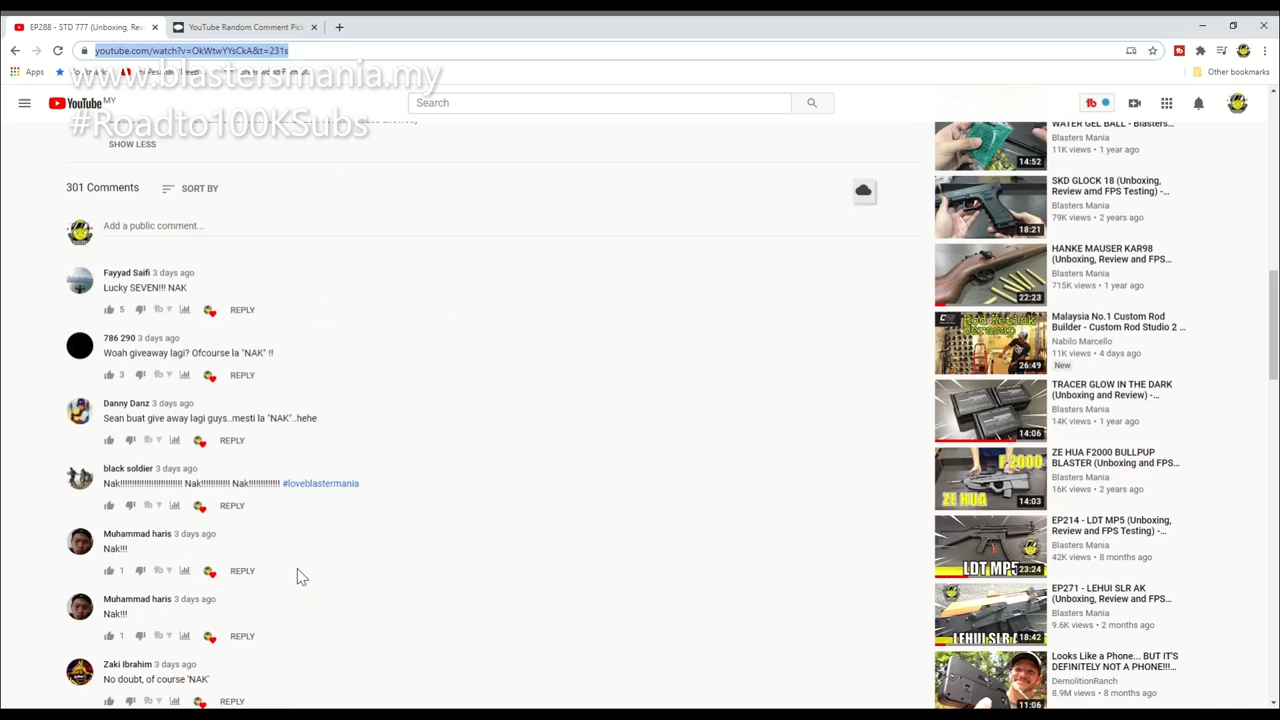 EP288 - STD 777 (Unboxing, Rev
YouTube Random Comment Pick
youtube.com/watch?v=OkWtwYYsCkA&t=231s
Apps
Other bookmarks
www.blastersmania.my
#Roadto100KSubs
YouTube MY
Search
SHOW LESS
301 Comments
SORT BY
Add a public comment...
Fayyad Saifi 3 days ago
Lucky SEVEN!!! NAK
5 REPLY
786 290 3 days ago
Woah giveaway lagi? Ofcourse la "NAK" !!
3 REPLY
Danny Danz 3 days ago
Sean buat give away lagi guys..mesti la "NAK"..hehe
REPLY
black soldier 3 days ago
Nak!!!!!!!!!!!!!!!!!!!!!!!!!! Nak!!!!!!!!!!!! Nak!!!!!!!!!!!!! #loveblastermania
REPLY
Muhammad haris 3 days ago
Nak!!!
1 REPLY
Muhammad haris 3 days ago
Nak!!!
1 REPLY
Zaki Ibrahim 3 days ago
No doubt, of course 'NAK'
REPLY
WATER GEL BALL - Blasters...
Blasters Mania
11K views • 1 year ago
14:52
SKD GLOCK 18 (Unboxing,
Review amd FPS Testing) -...
Blasters Mania
79K views • 2 years ago
18:21
HANKE MAUSER KAR98
(Unboxing, Review and FPS...
Blasters Mania
715K views • 1 year ago
22:23
Malaysia No.1 Custom Rod
Builder - Custom Rod Studio 2 ...
Nabilo Marcello
11K views • 4 days ago
New
26:49
TRACER GLOW IN THE DARK
(Unboxing and Review) -...
Blasters Mania
14K views • 1 year ago
14:06
ZE HUA F2000 BULLPUP
BLASTER (Unboxing and FPS...
Blasters Mania
16K views • 2 years ago
F2000
ZE HUA
14:03
EP214 - LDT MP5 (Unboxing,
Review and FPS Testing) -...
Blasters Mania
42K views • 8 months ago
LDT MP5
23:24
EP271 - LEHUI SLR AK
(Unboxing, Review and FPS...
Blasters Mania
9.6K views • 2 months ago
LEHUI SLR
18:42
Looks Like a Phone... BUT IT'S
DEFINITELY NOT A PHONE!!!...
DemolitionRanch
8.9M views • 8 months ago
11:06